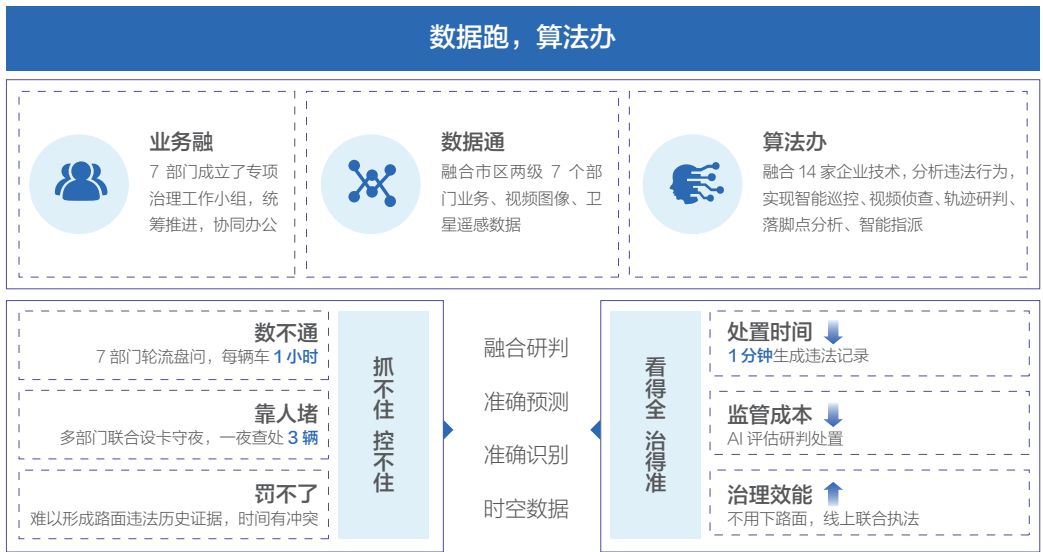 数据跑，算法办
业务融
7 部门成立了专项
治理工作小组，统
筹推进，协同办公
数据通
融合市区两级 7 个部
门业务、视频图像、卫
星遥感数据
算法办
融合 14 家企业技术，分析违法行为，
实现智能巡控、视频侦查、轨迹研判、
落脚点分析、智能指派
数不通
7 部门轮流盘问，每辆车 1 小时
靠人堵
多部门联合设卡守夜，一夜查处 3 辆
罚不了
难以形成路面违法历史证据，时间有冲突
抓不住 控不住
融合研判
准确预测
准确识别
时空数据
看得全 治得准
处置时间
1 分钟生成违法记录
监管成本
AI 评估研判处置
治理效能
不用下路面，线上联合执法